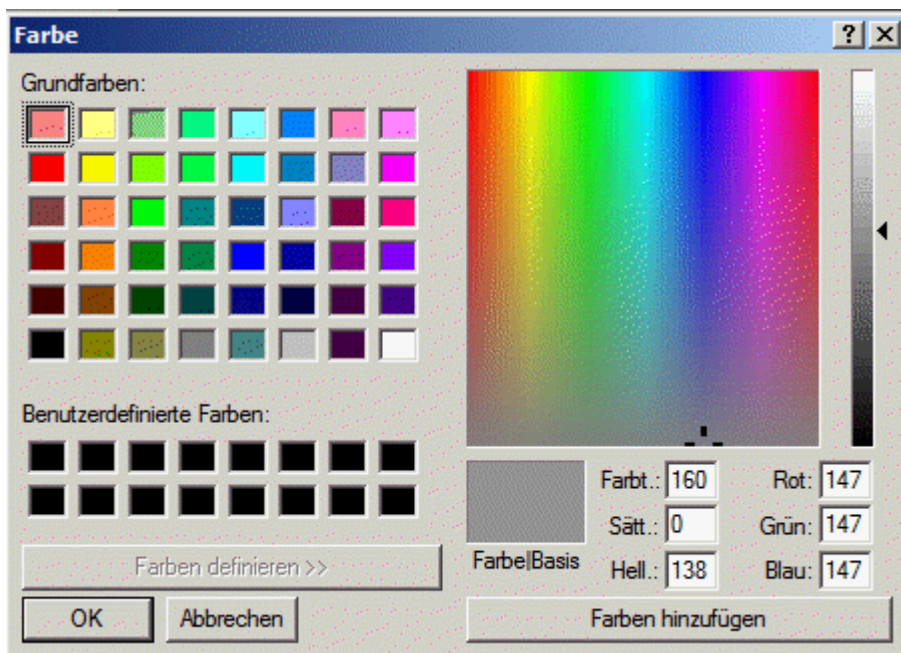 Farbe
Grundfarben:
Benutzerdefinierte Farben:
Farben definieren >>
OK Abbrechen
Farbe|Basis
Farbt.: 160 Rot: 147
Sätt.: 0 Grün: 147
Hell.: 138 Blau: 147
Farben hinzufügen